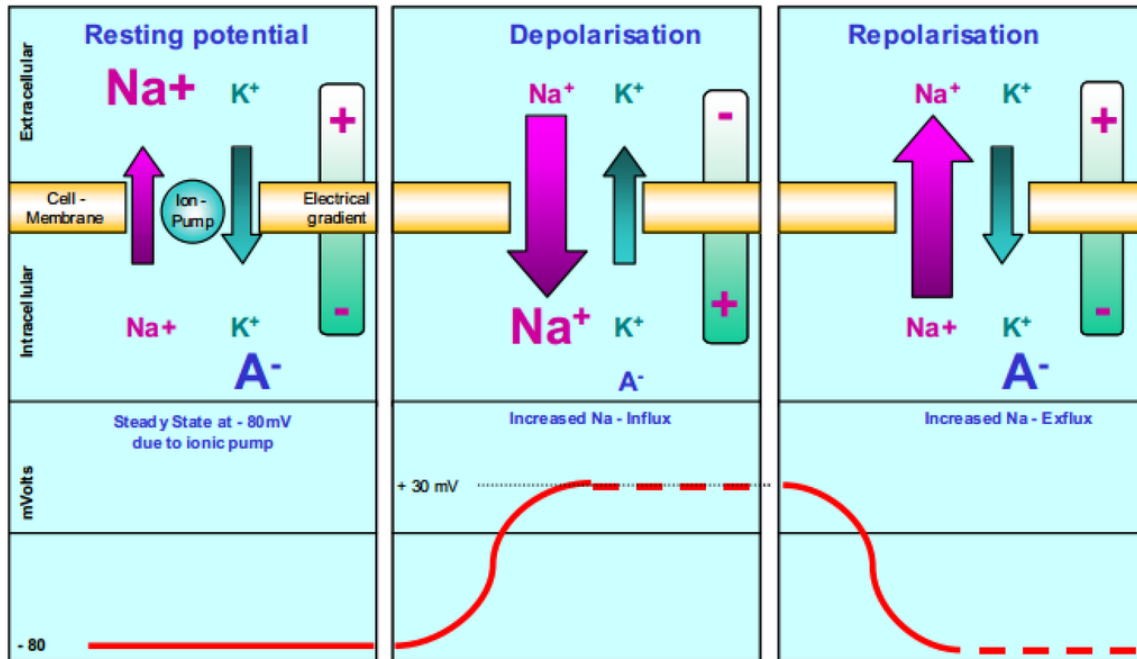 Resting potential
Extracellular
Na+ K⁺
+
Cell - Membrane
Ion - Pump
Electrical gradient
Intracellular
-
Na+ K⁺
A⁻
Steady State at - 80mV
due to ionic pump
mVolts
- 80
Depolarisation
Na⁺ K⁺
-
+
Na⁺ K⁺
A⁻
Increased Na - Influx
+ 30 mV
Repolarisation
Na⁺ K⁺
+
-
Na+ K⁺
A⁻
Increased Na - Exflux